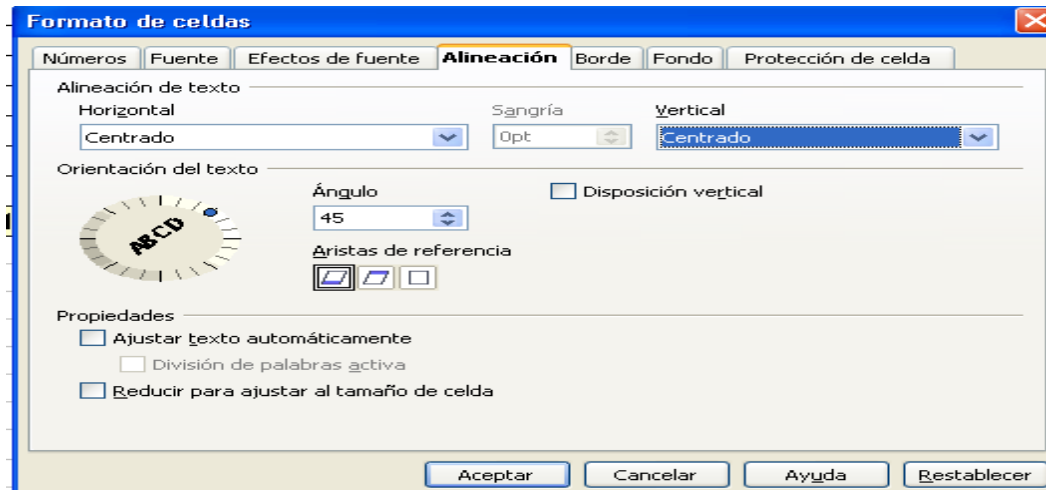 Formato de celdas
Números Fuente Efectos de fuente Alineación Borde Fondo Protección de celda
Alineación de texto
Horizontal Sangría Vertical
Centrado 0pt Centrado
Orientación del texto
Ángulo Disposición vertical
ABCD 45
Aristas de referencia
Propiedades
Ajustar texto automáticamente
División de palabras activa
Reducir para ajustar al tamaño de celda
Aceptar Cancelar Ayuda Restablecer